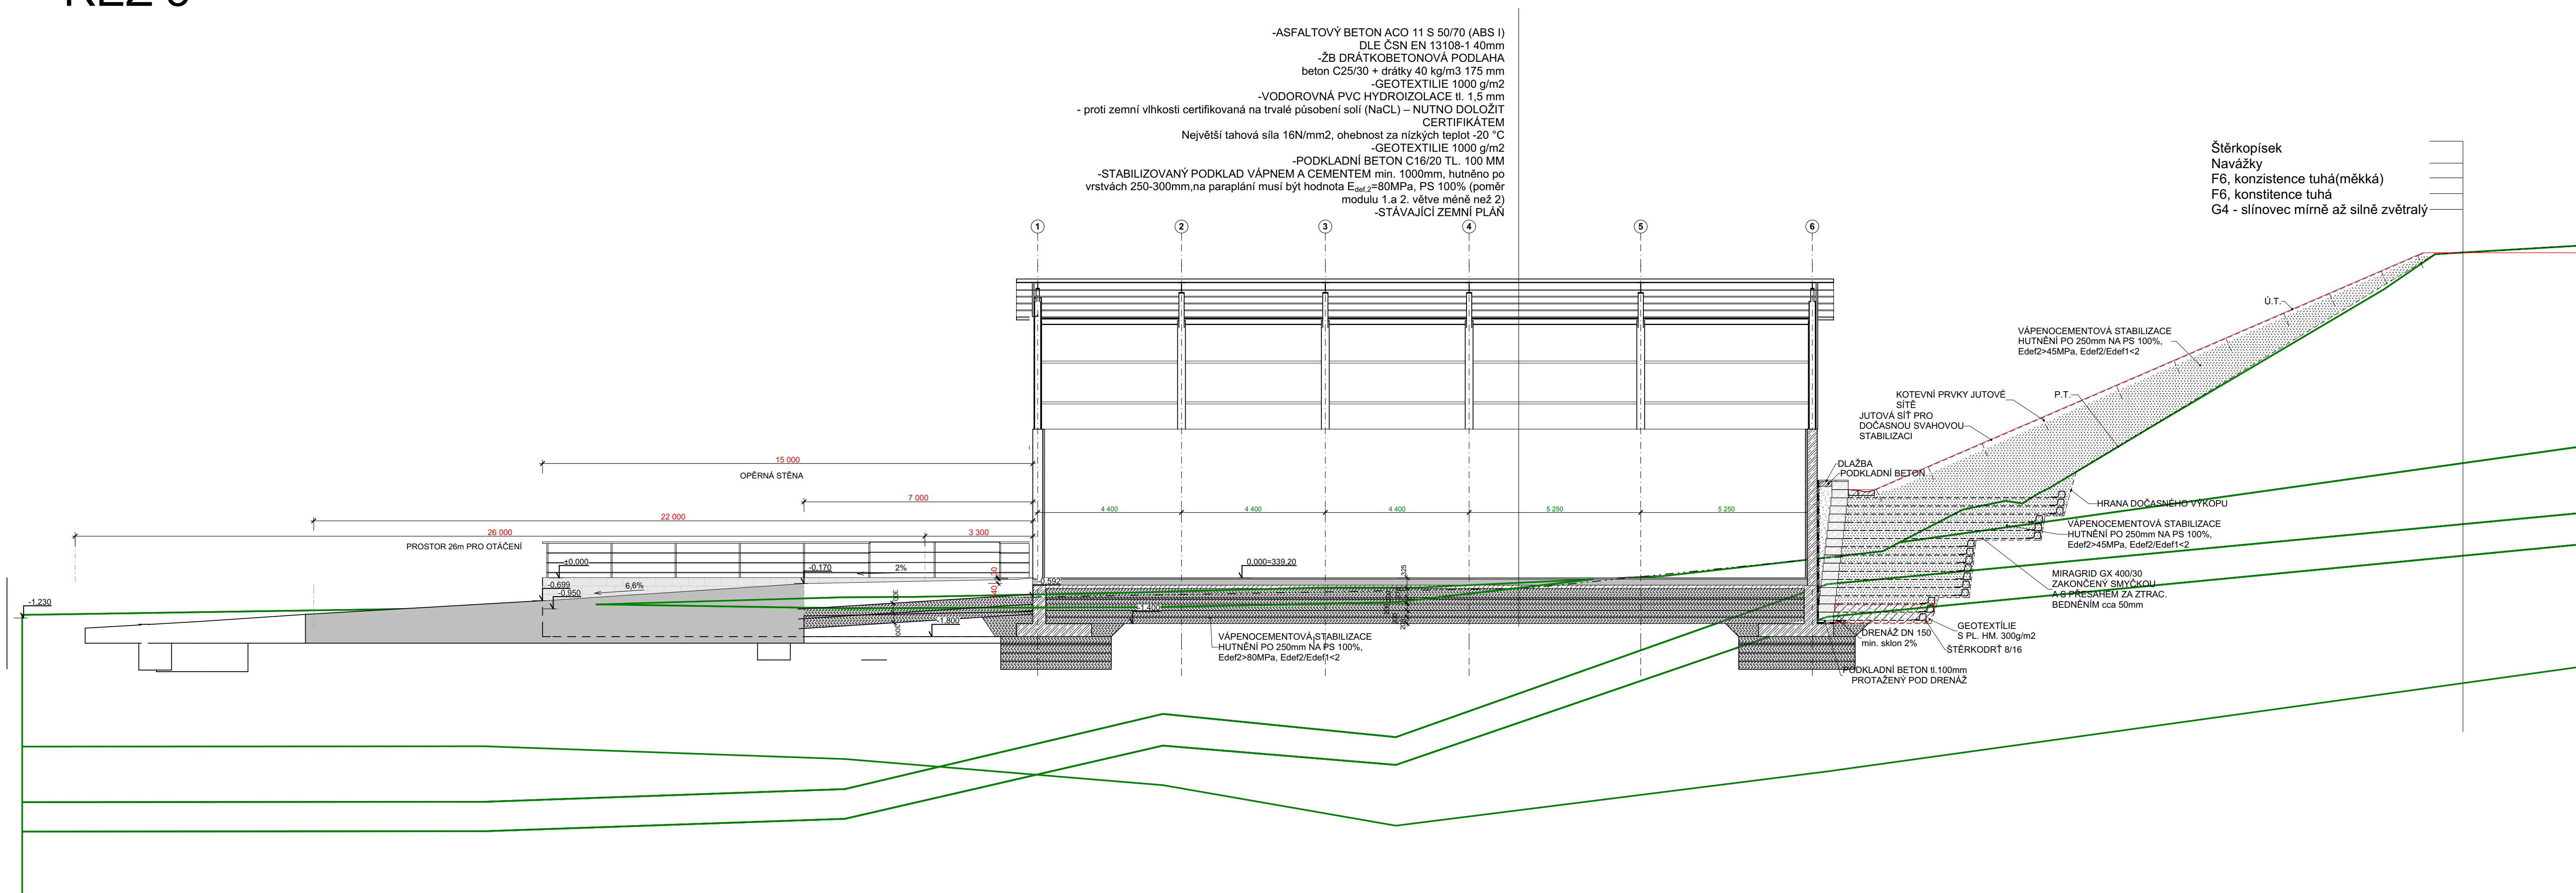 -ASFALTOVÝ BETON ACO 11 S 50/70 (ABS I)
DLE ČSN EN 13108-1 40mm
-ŽB DRÁTKOBETONOVÁ PODLAHA
beton C25/30 + drátky 40 kg/m3 175 mm
-GEOTEXTILIE 1000 g/m2
-VODOROVNÁ PVC HYDROIZOLACE tl. 1,5 mm
- proti zemní vlhkosti certifikovaná na trvalé působení solí (NaCL) – NUTNO DOLOŽIT
CERTIFIKÁTEM
Největší tahová síla 16N/mm2, ohebnost za nízkých teplot -20 °C
-GEOTEXTILIE 1000 g/m2
-PODKLADNÍ BETON C16/20 TL. 100 MM
-STABILIZOVANÝ PODKLAD VÁPNEM A CEMENTEM min. 1000mm, hutněno po
vrstvách 250-300mm,na paraplání musí být hodnota Edef,2=80MPa, PS 100% (poměr
modulu 1.a 2. větve méně než 2)
-STÁVAJÍCÍ ZEMNÍ PLÁŇ
Štěrkopísek
Navážky
F6, konzistence tuhá(měkká)
F6, konstitence tuhá
G4 - slínovec mírně až silně zvětralý
1
2
3
4
5
6
Ú.T.
VÁPENOCEMENTOVÁ STABILIZACE
HUTNĚNÍ PO 250mm NA PS 100%,
Edef2>45MPa, Edef2/Edef1<2
KOTEVNÍ PRVKY JUTOVÉ
SÍTĚ
P.T.
JUTOVÁ SÍŤ PRO
DOČASNOU SVAHOVOU
STABILIZACI
DLAŽBA
PODKLADNÍ BETON
15 000
OPĚRNÁ STĚNA
7 000
22 000
26 000
3 300
PROSTOR 26m PRO OTÁČENÍ
4 400
4 400
4 400
5 250
5 250
HRANA DOČASNÉHO VÝKOPU
VÁPENOCEMENTOVÁ STABILIZACE
HUTNĚNÍ PO 250mm NA PS 100%,
Edef2>45MPa, Edef2/Edef1<2
±0.000
-0.170
2%
0.000=339.20
325
-0.699
6,6%
-0.592
-0.950
-1.230
-1.400
-1.800
300
MIRAGRID GX 400/30
ZAKONČENÝ SMYČKOU
A S PŘESAHEM ZA ZTRAC.
BEDNĚNÍM cca 50mm
GEOTEXTÍLIE
S PL. HM. 300g/m2
DRENÁŽ DN 150
min. sklon 2%
ŠTĚRKODRŤ 8/16
VÁPENOCEMENTOVÁ STABILIZACE
HUTNĚNÍ PO 250mm NA PS 100%,
Edef2>80MPa, Edef2/Edef1<2
PODKLADNÍ BETON tl.100mm
PROTAŽENÝ POD DRENÁŽ